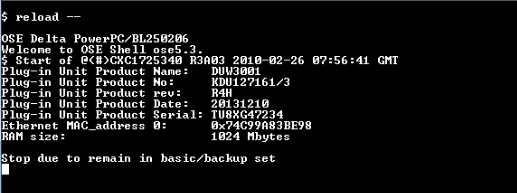 $ reload --
OSE Delta PowerPC/BL250206
Welcome to OSE Shell ose5.3.
$ Start of @(#)CXC1725340 R3A03 2010-02-26 07:56:41 GMT
Plug-in Unit Product Name: DUW3001
Plug-in Unit Product No: KDU127161/3
Plug-in Unit Product rev: R4H
Plug-in Unit Product Date: 20131210
Plug-in Unit Product Serial: TU8XG47234
Ethernet MAC_address 0: 0x74C99A83BE98
RAM size: 1024 Mbytes
Stop due to remain in basic/backup set